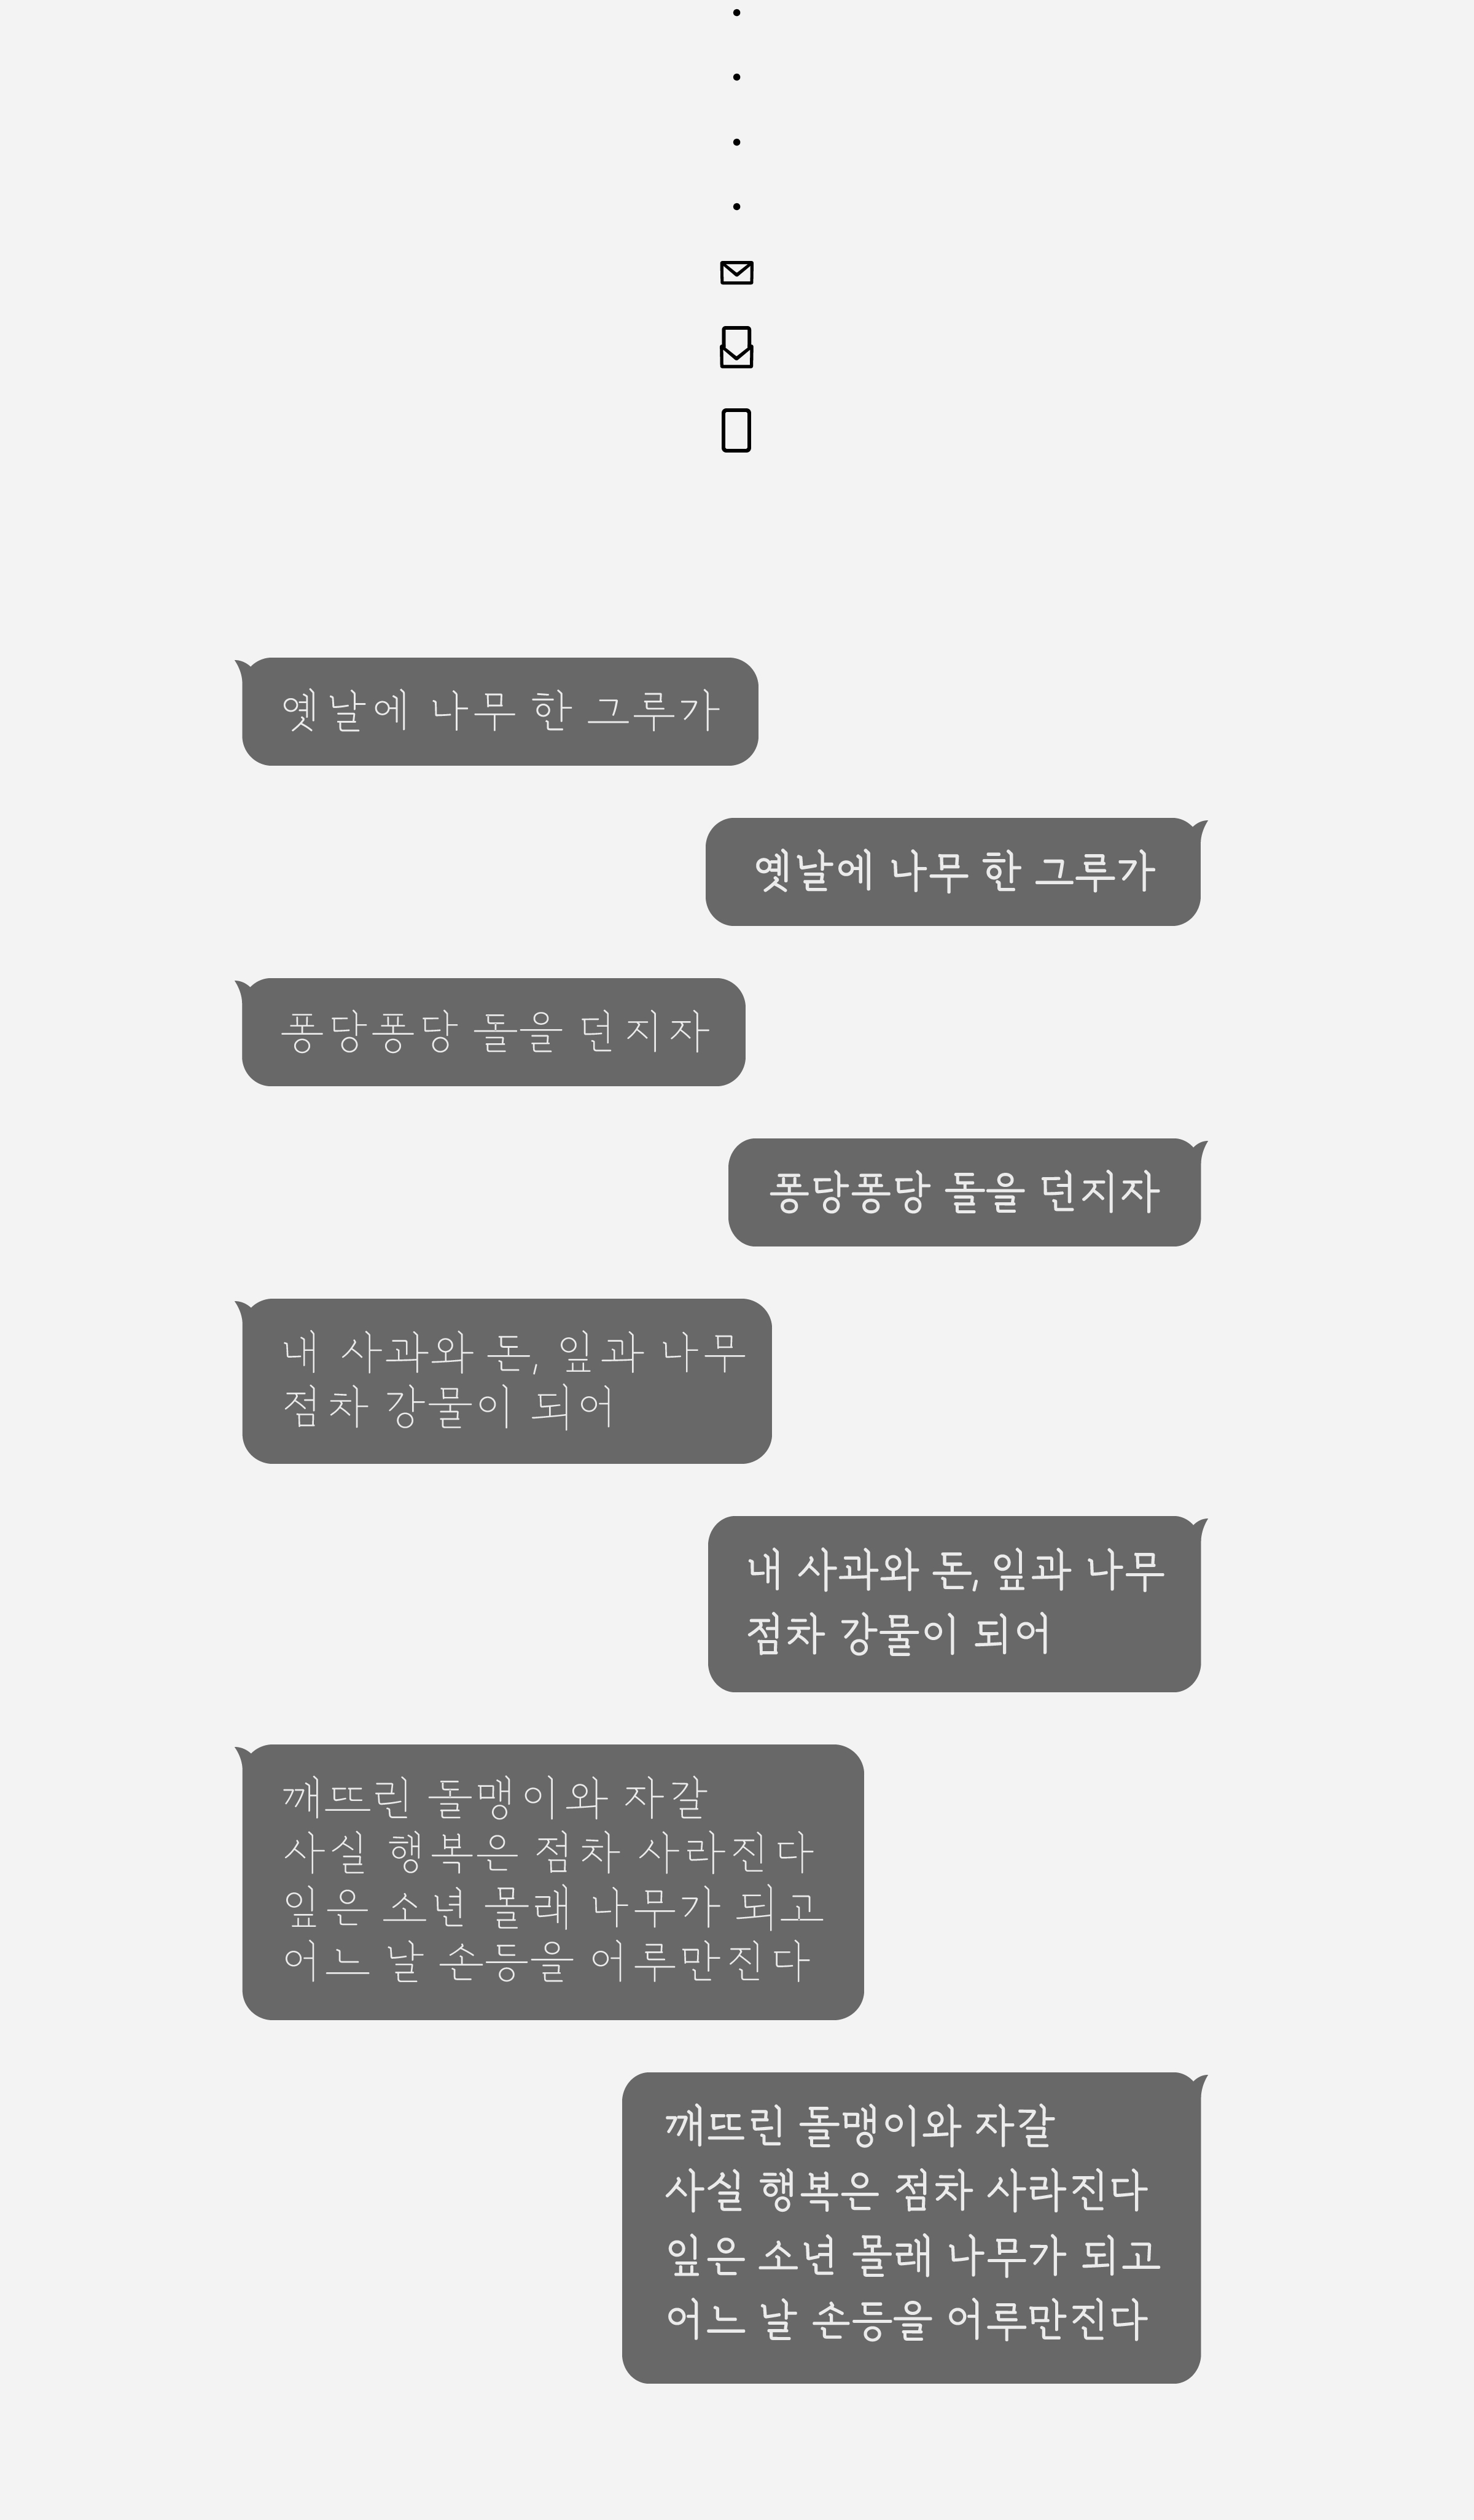 옛날에 나무 한 그루가
옛날에 나무 한 그루가
퐁당퐁당 돌을 던지자
퐁당퐁당 돌을 던지자
내 사과와 돈, 잎과 나무
점차 강물이 되어
내 사과와 돈, 잎과 나무
점차 강물이 되어
깨뜨린 돌멩이와 자갈
사실 행복은 점차 사라진다
잎은 소년 몰래 나무가 되고
어느 날 손등을 어루만진다
깨뜨린 돌맹이와 자갈
사실 행복은 점차 사라진다
잎은 소년 몰래 나무가 되고
어느 날 손등을 어루만진다